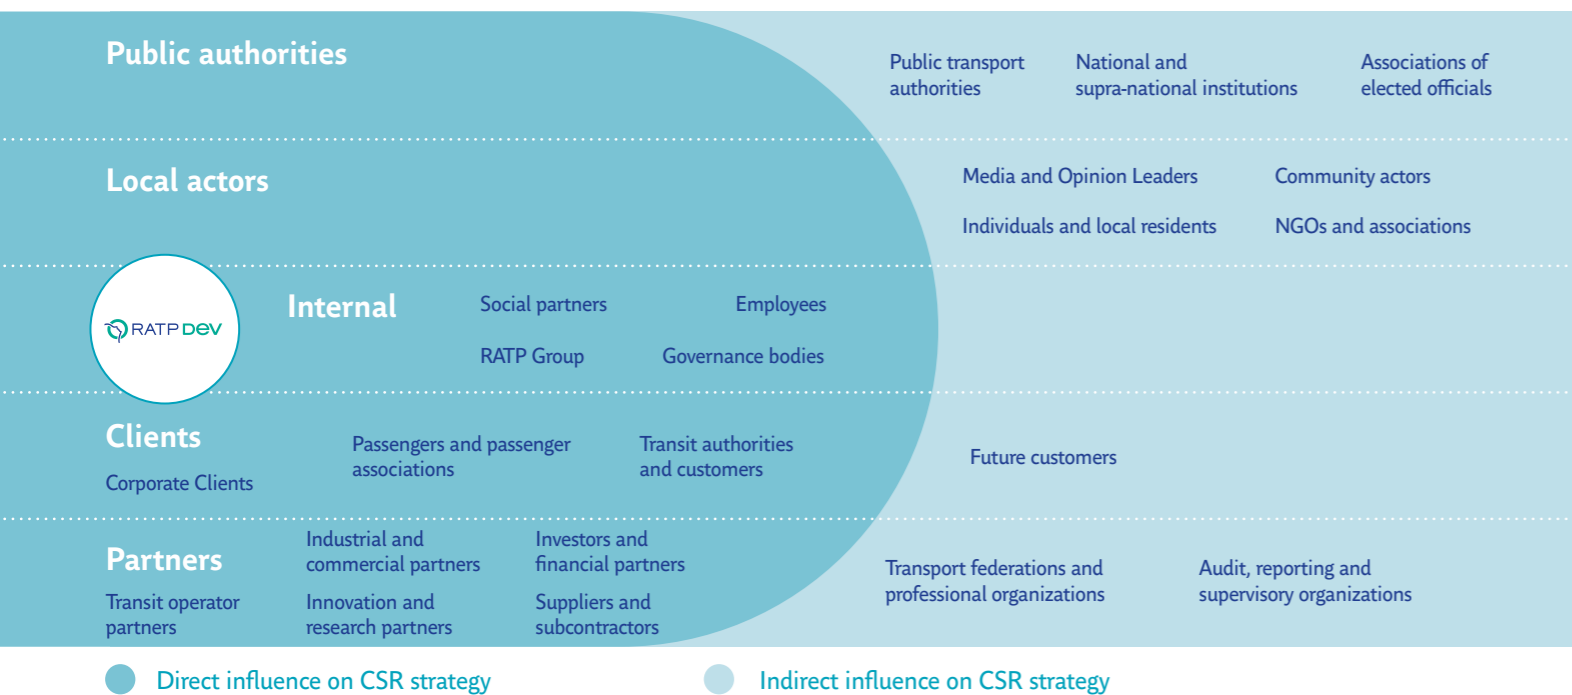 Public authorities
Public transport
authorities
National and
supra-national institutions
Associations of
elected officials
Local actors
Media and Opinion Leaders
Community actors
Individuals and local residents
NGOs and associations
RATP DEV
Internal
Social partners
Employees
RATP Group
Governance bodies
Clients
Corporate Clients
Passengers and passenger
associations
Transit authorities
and customers
Future customers
Partners
Transit operator
partners
Industrial and
commercial partners
Innovation and
research partners
Investors and
financial partners
Suppliers and
subcontractors
Transport federations and
professional organizations
Audit, reporting and
supervisory organizations
Direct influence on CSR strategy
Indirect influence on CSR strategy